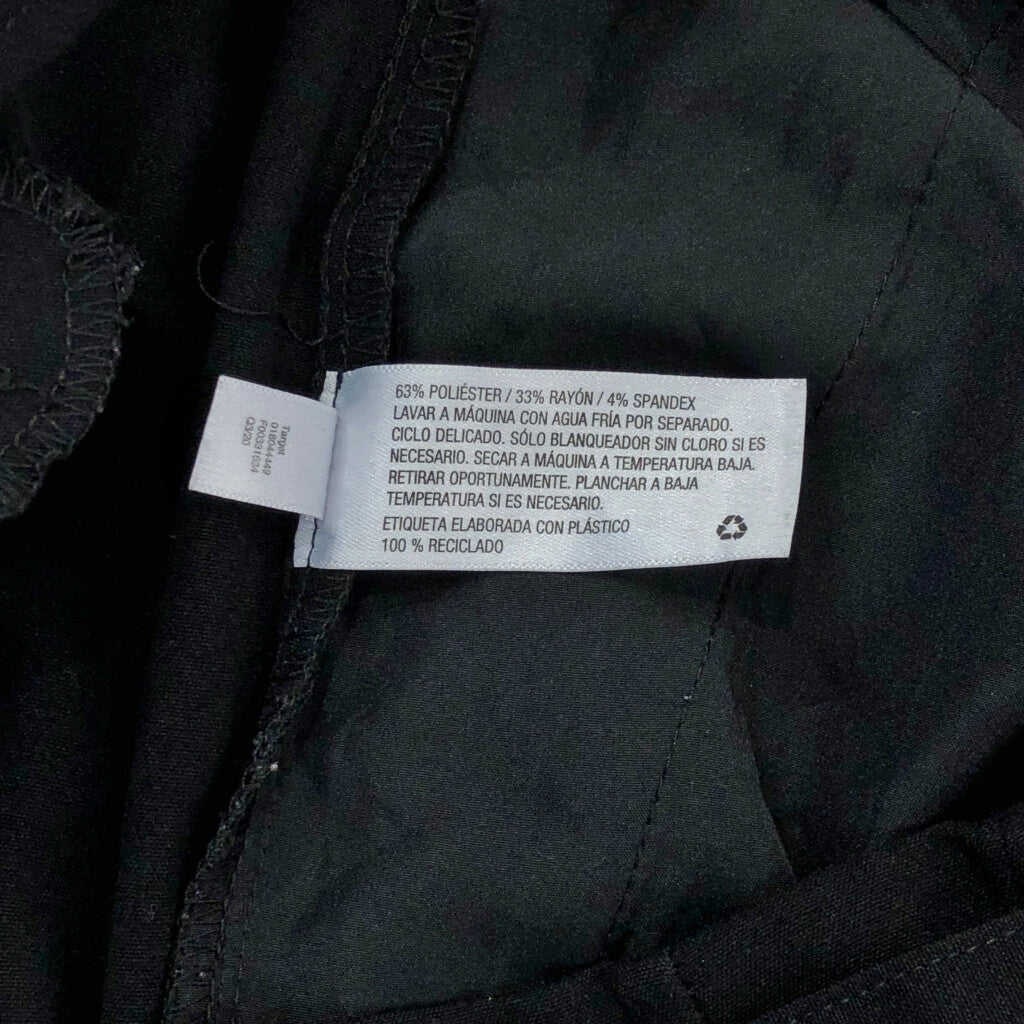 63% POLIÉSTER / 33% RAYÓN / 4% SPANDEX
LAVAR A MÁQUINA CON AGUA FRÍA POR SEPARADO.
CICLO DELICADO. SÓLO BLANQUEADOR SIN CLORO SI ES
NECESARIO. SECAR A MÁQUINA A TEMPERATURA BAJA.
RETIRAR OPORTUNAMENTE. PLANCHAR A BAJA
TEMPERATURA SI ES NECESARIO.
ETIQUETA ELABORADA CON PLÁSTICO
100 % RECICLADO
Target
018044449
F00331634
Q3/20